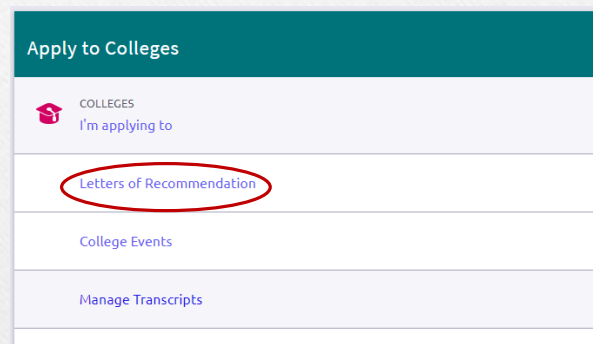 Apply to Colleges
COLLEGES
I'm applying to
Letters of Recommendation
College Events
Manage Transcripts